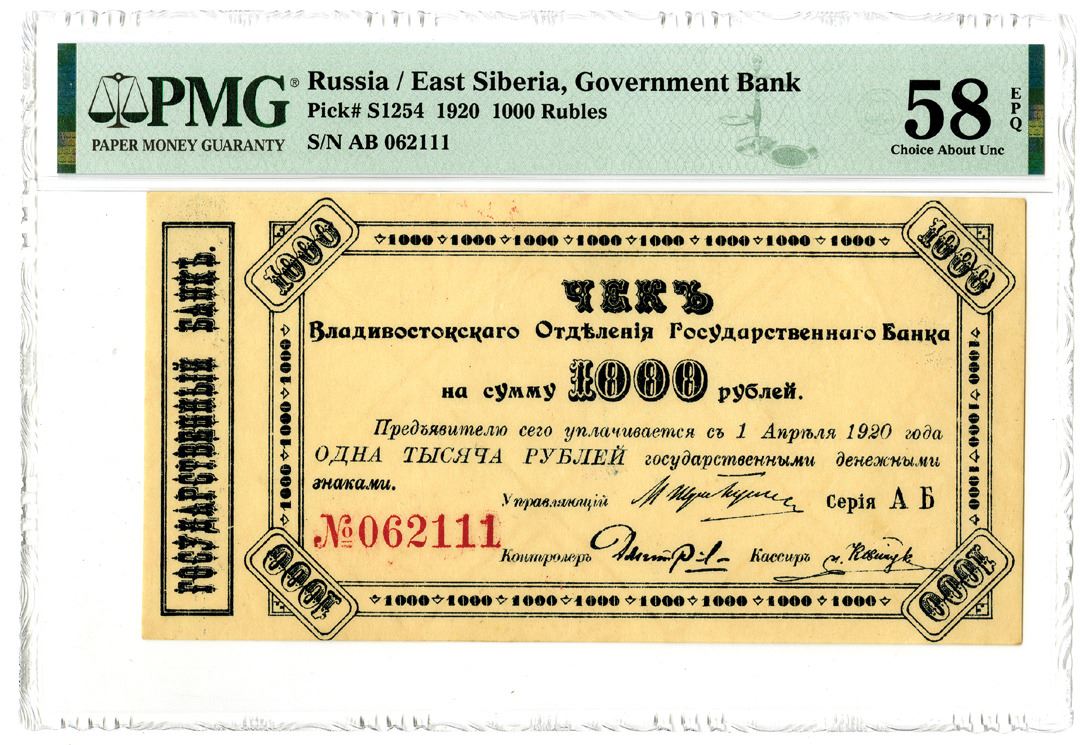 PMG®
PAPER MONEY GUARANTY
Russia / East Siberia, Government Bank
Pick# S1254 1920 1000 Rubles
S/N AB 062111
58
EPQ
Choice About Unc
ГОСУДАРСТВЕННЫЙ БАНКЪ.
1000
1000 1000 1000 1000 1000 1000 1000 1000
1000
ЧЕКЪ
Владивостокскаго Отдѣленія Государственнаго Банка
на сумму 1000 рублей.
Предъявителю сего уплачивается съ 1 Апрѣля 1920 года
ОДНА ТЫСЯЧА РУБЛЕЙ государственными денежными
знаками.
Управляющій
Серія А Б
№062111
Контролеръ
Кассиръ
1000 1000 1000
1000 1000 1000
1000
1000 1000 1000 1000 1000 1000 1000 1000
1000